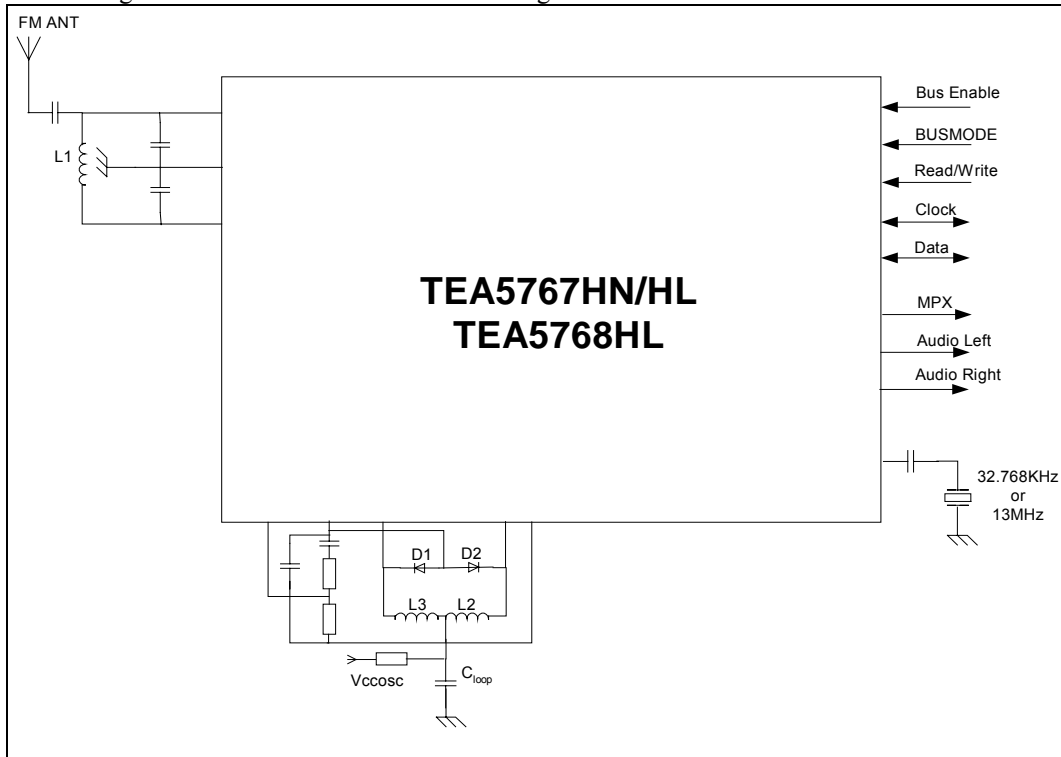 FM ANT
L1
Bus Enable
BUSMODE
Read/Write
Clock
Data
MPX
Audio Left
Audio Right
TEA5767HN/HL
TEA5768HL
32.768KHz
or
13MHz
D1 D2
L3 L2
Vccosc
Cloop